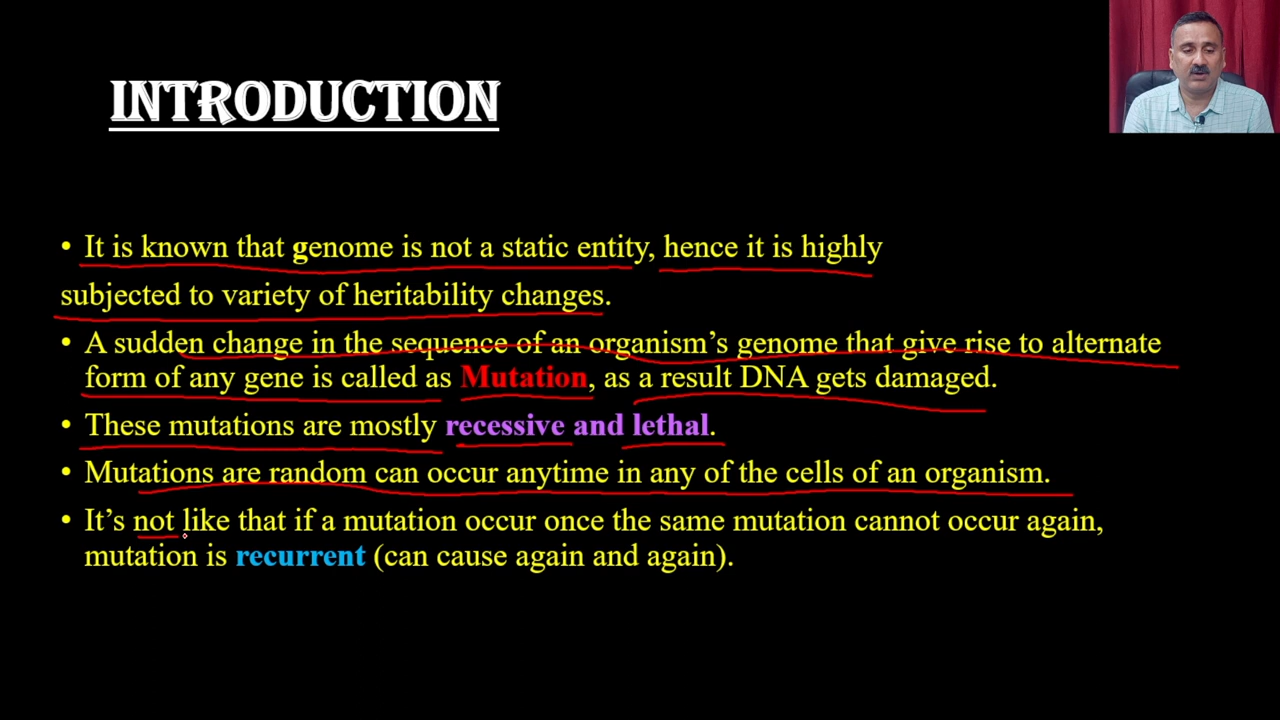 INTRODUCTION
• It is known that genome is not a static entity, hence it is highly
subjected to variety of heritability changes.
• A sudden change in the sequence of an organism’s genome that give rise to alternate
form of any gene is called as Mutation, as a result DNA gets damaged.
• These mutations are mostly recessive and lethal.
• Mutations are random can occur anytime in any of the cells of an organism.
• It’s not like that if a mutation occur once the same mutation cannot occur again,
mutation is recurrent (can cause again and again).